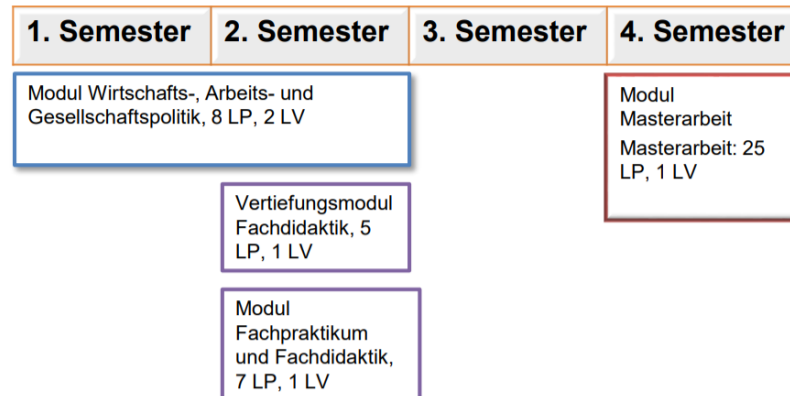 1. Semester 2. Semester 3. Semester 4. Semester
Modul Wirtschafts-, Arbeits- und
Gesellschaftspolitik, 8 LP, 2 LV
Modul
Masterarbeit
Masterarbeit: 25
LP, 1 LV
Vertiefungsmodul
Fachdidaktik, 5
LP, 1 LV
Modul
Fachpraktikum
und Fachdidaktik,
7 LP, 1 LV